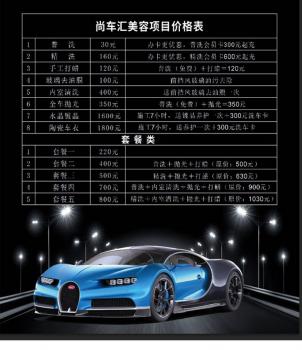 尚车汇美容项目价格表
1 普洗 30元 办卡更优惠，普洗会员卡300元起充
2 精洗 160元 办卡更优惠，精洗会员卡600元起充
3 手工打蜡 120元 普洗（免费）+打蜡=120元
4 玻璃去油膜 100元 前挡风玻璃油污去除
5 内室清洗 400元 送普洗+玻璃去油膜一次
6 全车抛光 350元 普洗（免费）+抛光=350元
7 水晶镀晶 1600元 施工7小时，送镀晶养护一次+300元洗车卡
8 陶瓷车衣 1800元 施工7小时，送养护一次+300元洗车卡
套餐类
1 套餐一 220元
2 套餐二 400元 普洗+抛光+打蜡（原价：500元）
3 套餐三 500元 精洗+抛光+打蜡（原价：630元）
4 套餐四 700元 普洗+内室清洗+抛光+打蜡（原价：900元）
5 套餐五 800元 精洗+内室清洗+抛光+打蜡（原价：1030元）